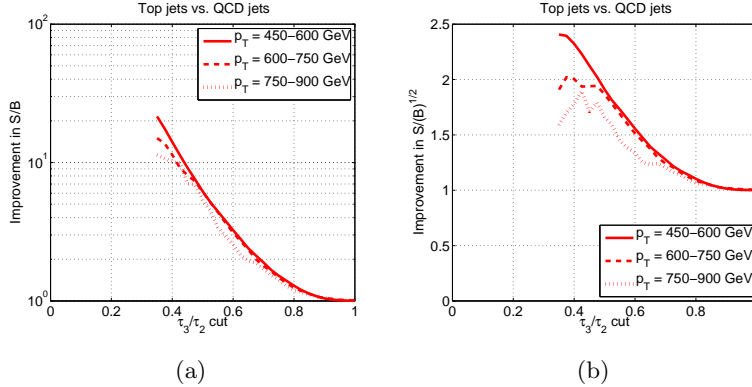 Top jets vs. QCD jets
10^2
10^1
10^0
Improvement in S/B
p_T = 450–600 GeV
p_T = 600–750 GeV
p_T = 750–900 GeV
0 0.2 0.4 0.6 0.8 1
τ_3/τ_2 cut
(a)
Top jets vs. QCD jets
2.5
2
1.5
1
0.5
0
Improvement in S/(B)^{1/2}
p_T = 450–600 GeV
p_T = 600–750 GeV
p_T = 750–900 GeV
0 0.2 0.4 0.6 0.8
τ_3/τ_2 cut
(b)